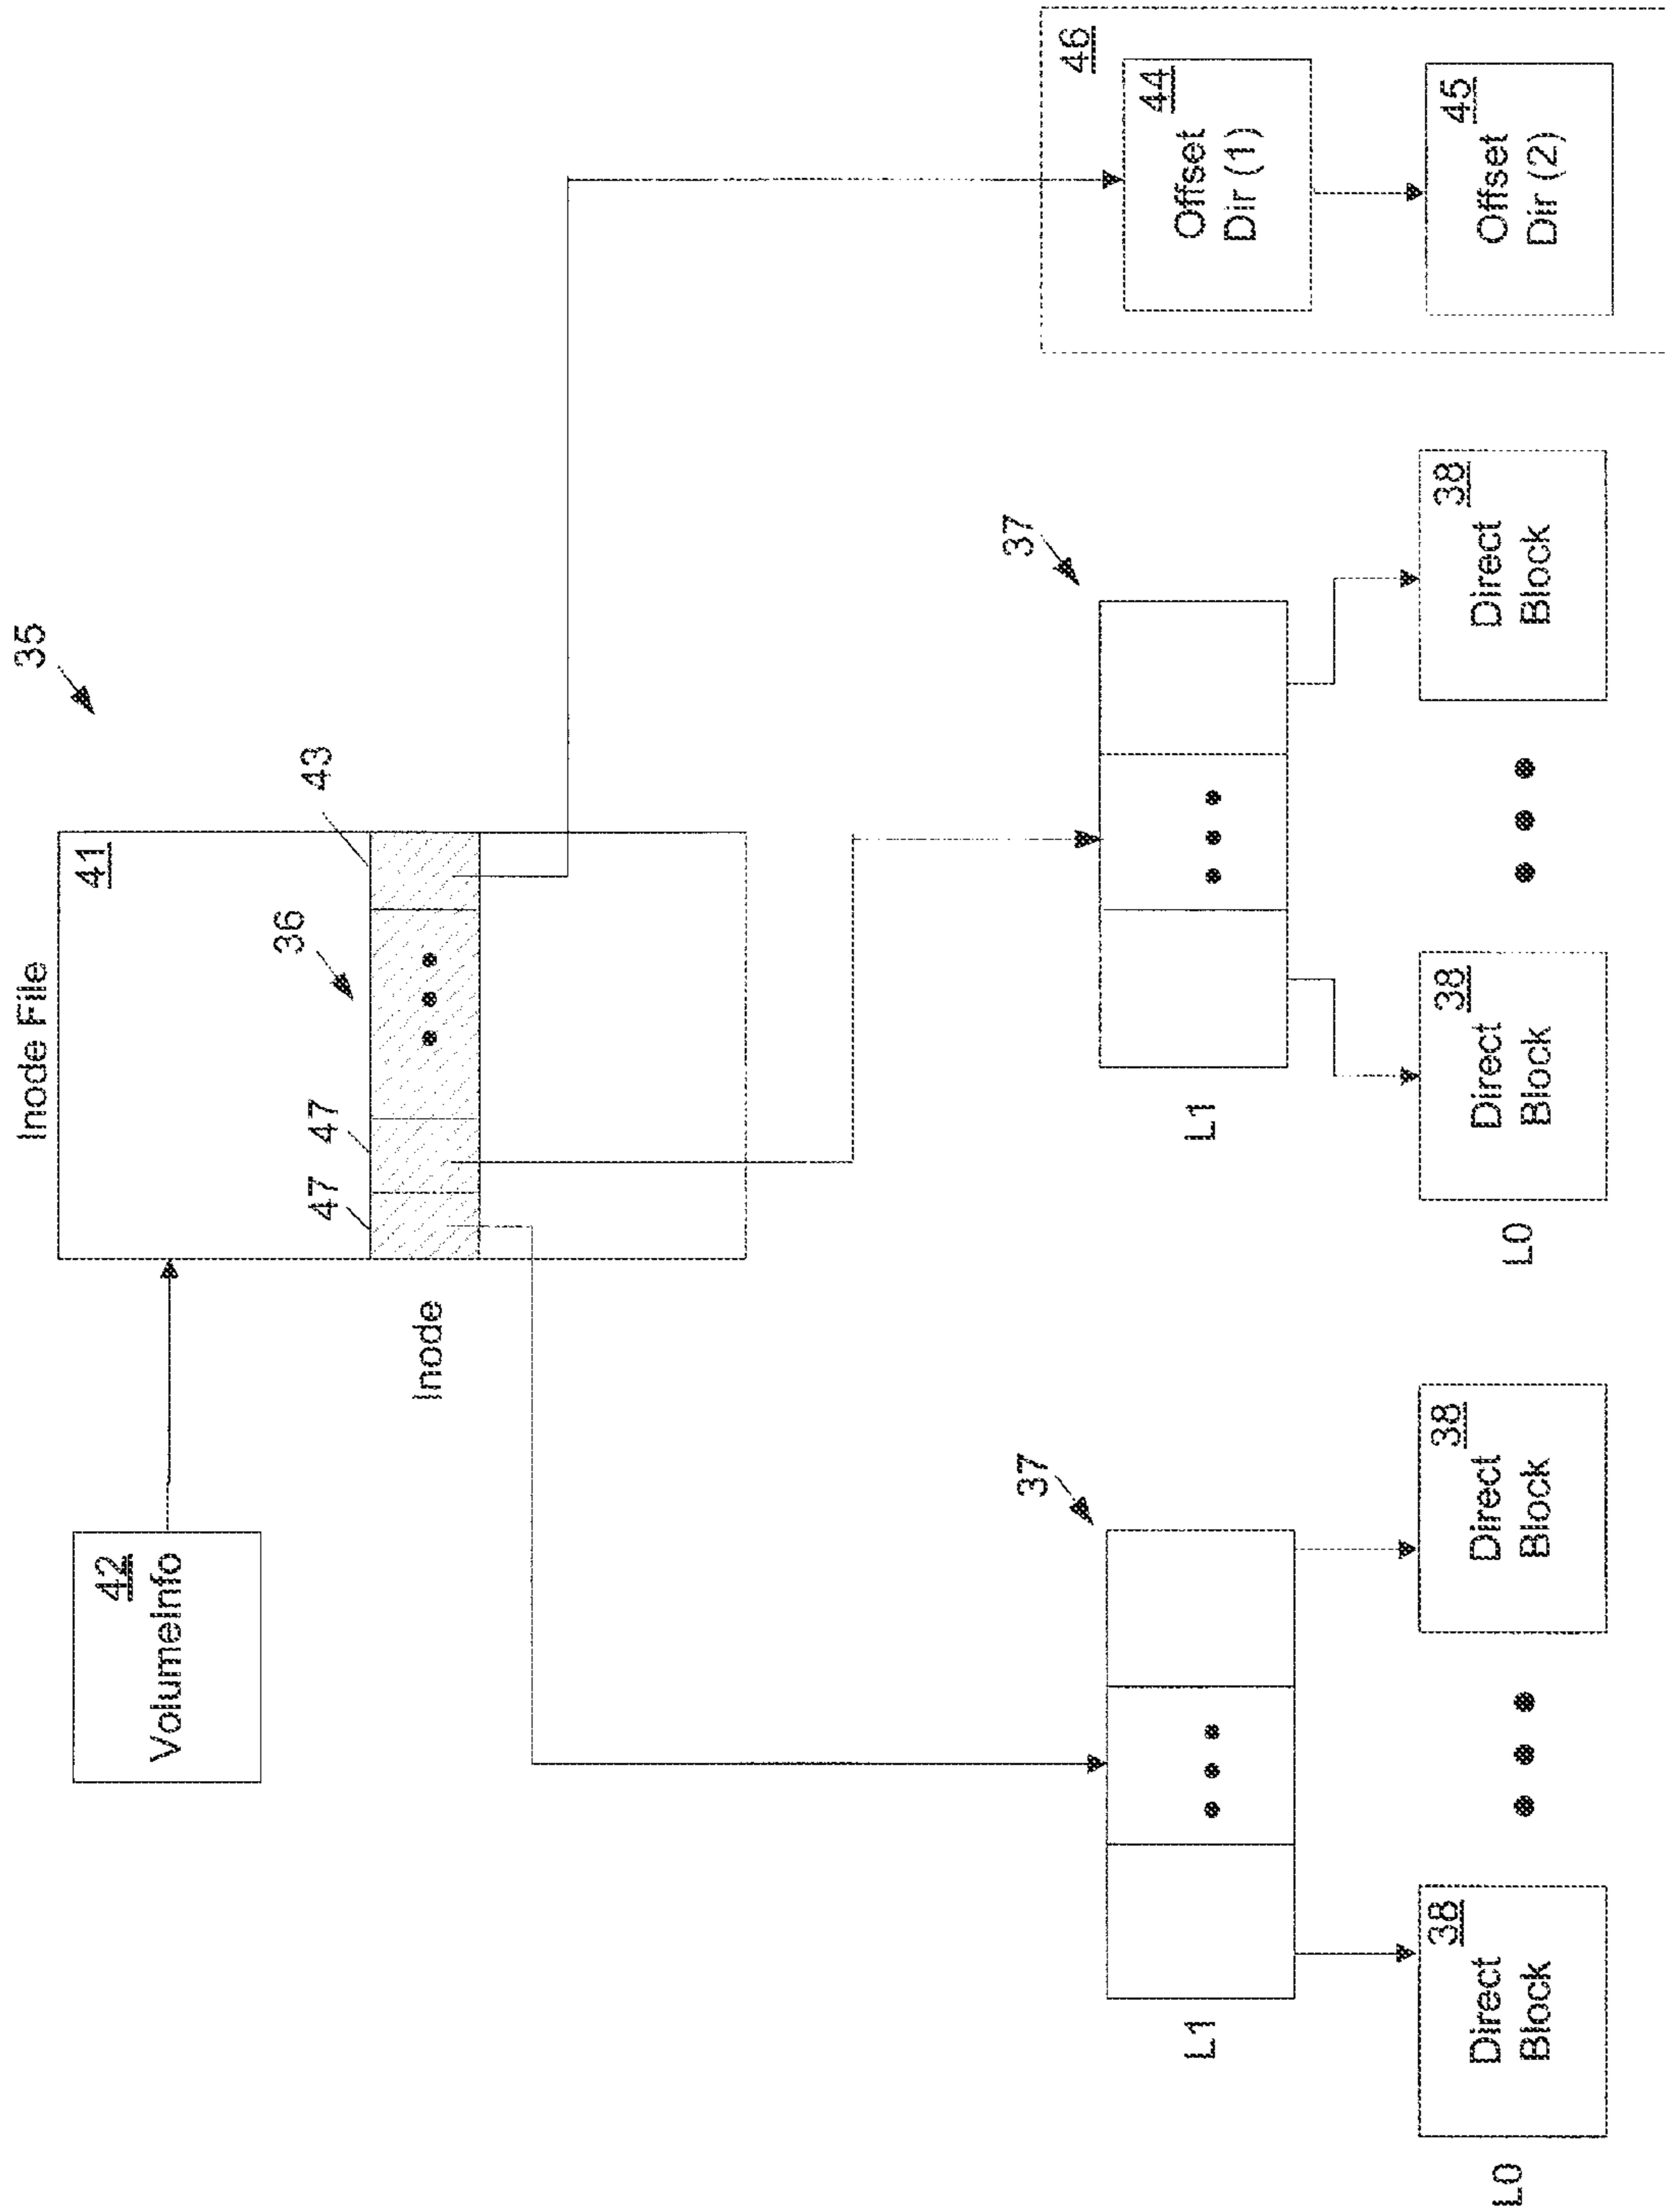 Inode File
35
42
VolumeInfo
41
47
47
36
43
Inode
37
L1
37
L1
38
Direct
Block
38
Direct
Block
L0
38
Direct
Block
38
Direct
Block
L0
46
44
Offset
Dir (1)
45
Offset
Dir (2)